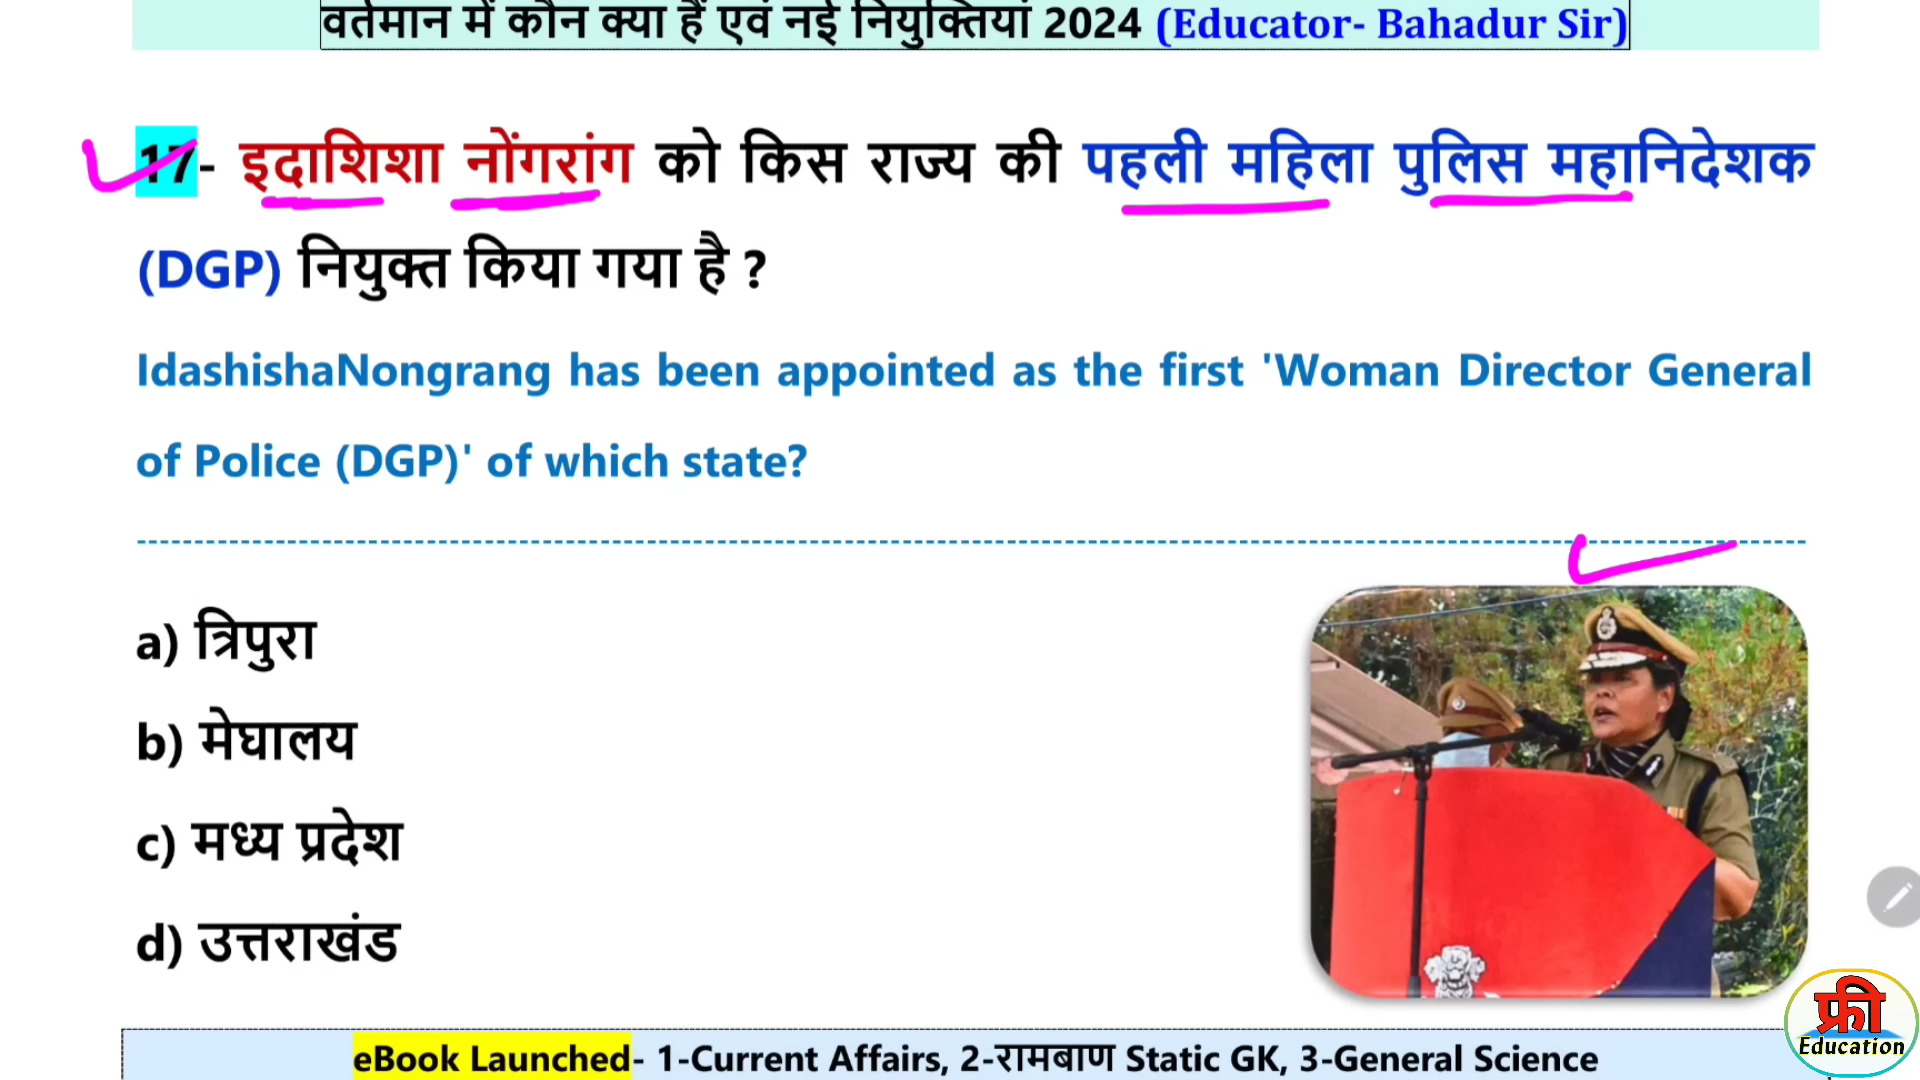 वर्तमान में कौन क्या हैं एवं नई नियुक्तियां 2024 (Educator- Bahadur Sir)
17- इदाशिशा नोंगरांग को किस राज्य की पहली महिला पुलिस महानिदेशक
(DGP) नियुक्त किया गया है ?
IdashishaNongrang has been appointed as the first 'Woman Director General
of Police (DGP)' of which state?
a) त्रिपुरा
b) मेघालय
c) मध्य प्रदेश
d) उत्तराखंड
eBook Launched- 1-Current Affairs, 2-रामबाण Static GK, 3-General Science
फ्री
Education